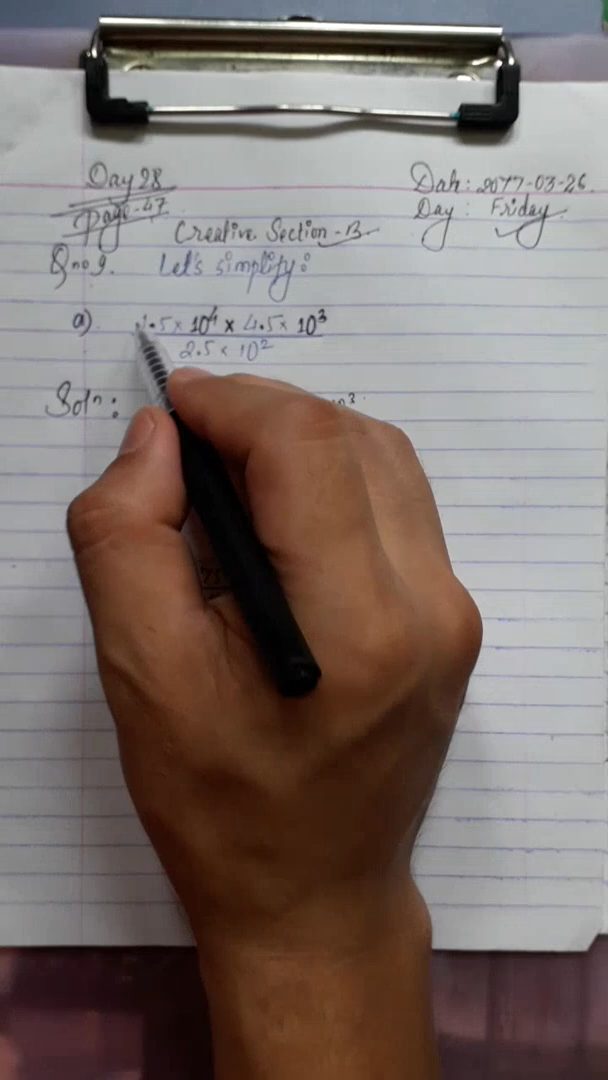 Day 28
Date: 2077-03-26.
Page-47
Day: Friday
Creative Section-B
Qno 9. Let's simplify:
a) .5 × 10⁴ × 4.5 × 10³
2.5 × 10²
Solⁿ: